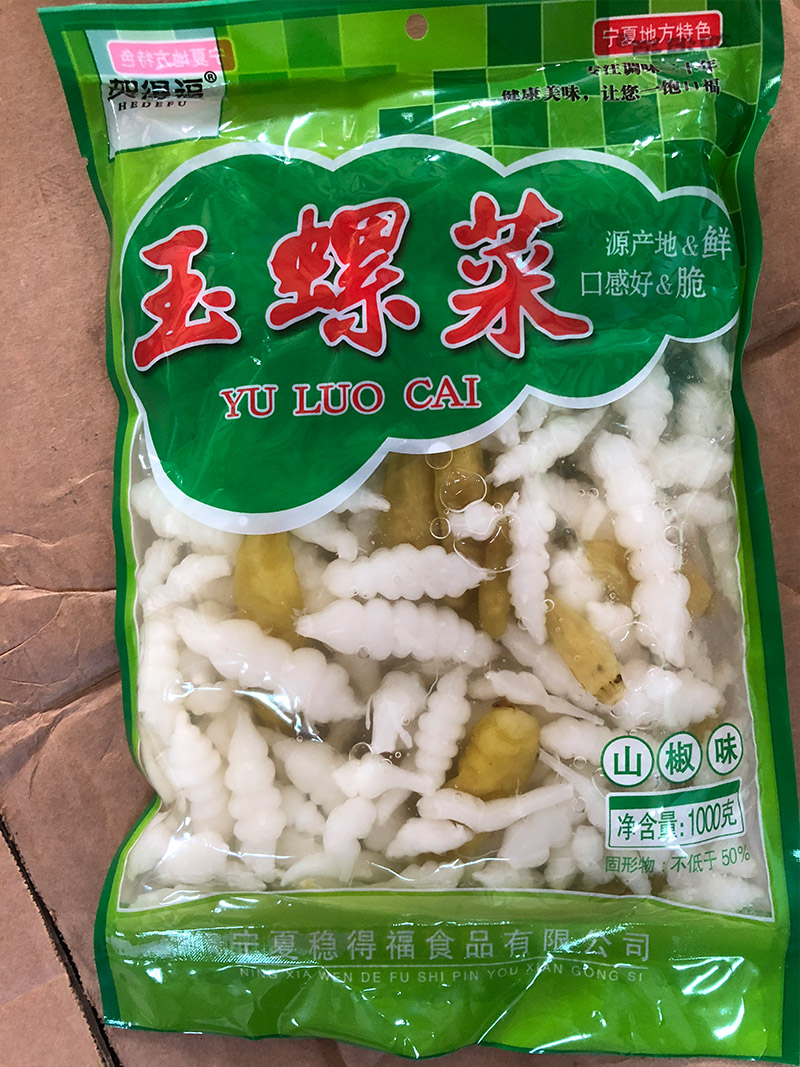 宁夏地方特色
宁夏地方特色
HEDEFU
健康美味，让您一饱口福
玉螺菜
源产地&鲜
口感好&脆
YU LUO CAI
山椒味
净含量:1000克
固形物:不低于50%
宁夏稳得福食品有限公司
NING XIA WEN DE FU SHI PIN YOU XIAN GONG SI